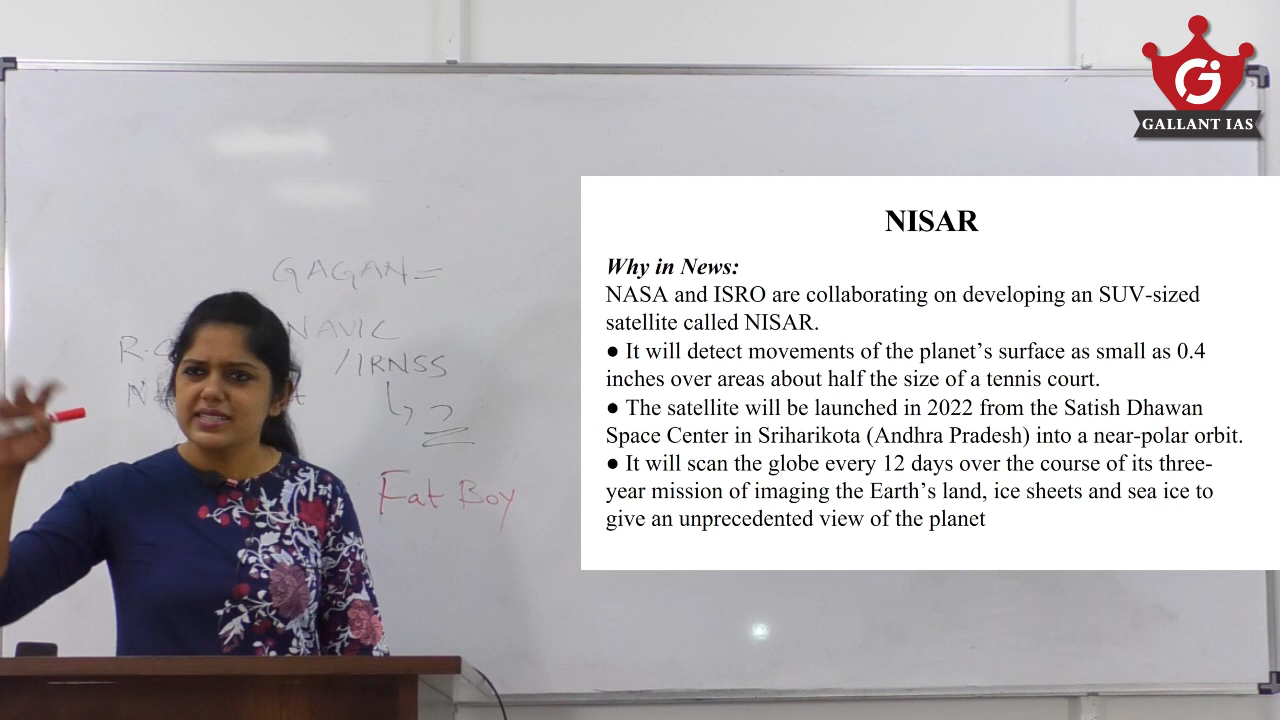 GALLANT IAS
GAGAN=
NAVIC
/IRNSS
Fat Boy
NISAR
Why in News:
NASA and ISRO are collaborating on developing an SUV-sized
satellite called NISAR.
● It will detect movements of the planet’s surface as small as 0.4
inches over areas about half the size of a tennis court.
● The satellite will be launched in 2022 from the Satish Dhawan
Space Center in Sriharikota (Andhra Pradesh) into a near-polar orbit.
● It will scan the globe every 12 days over the course of its three-
year mission of imaging the Earth’s land, ice sheets and sea ice to
give an unprecedented view of the planet